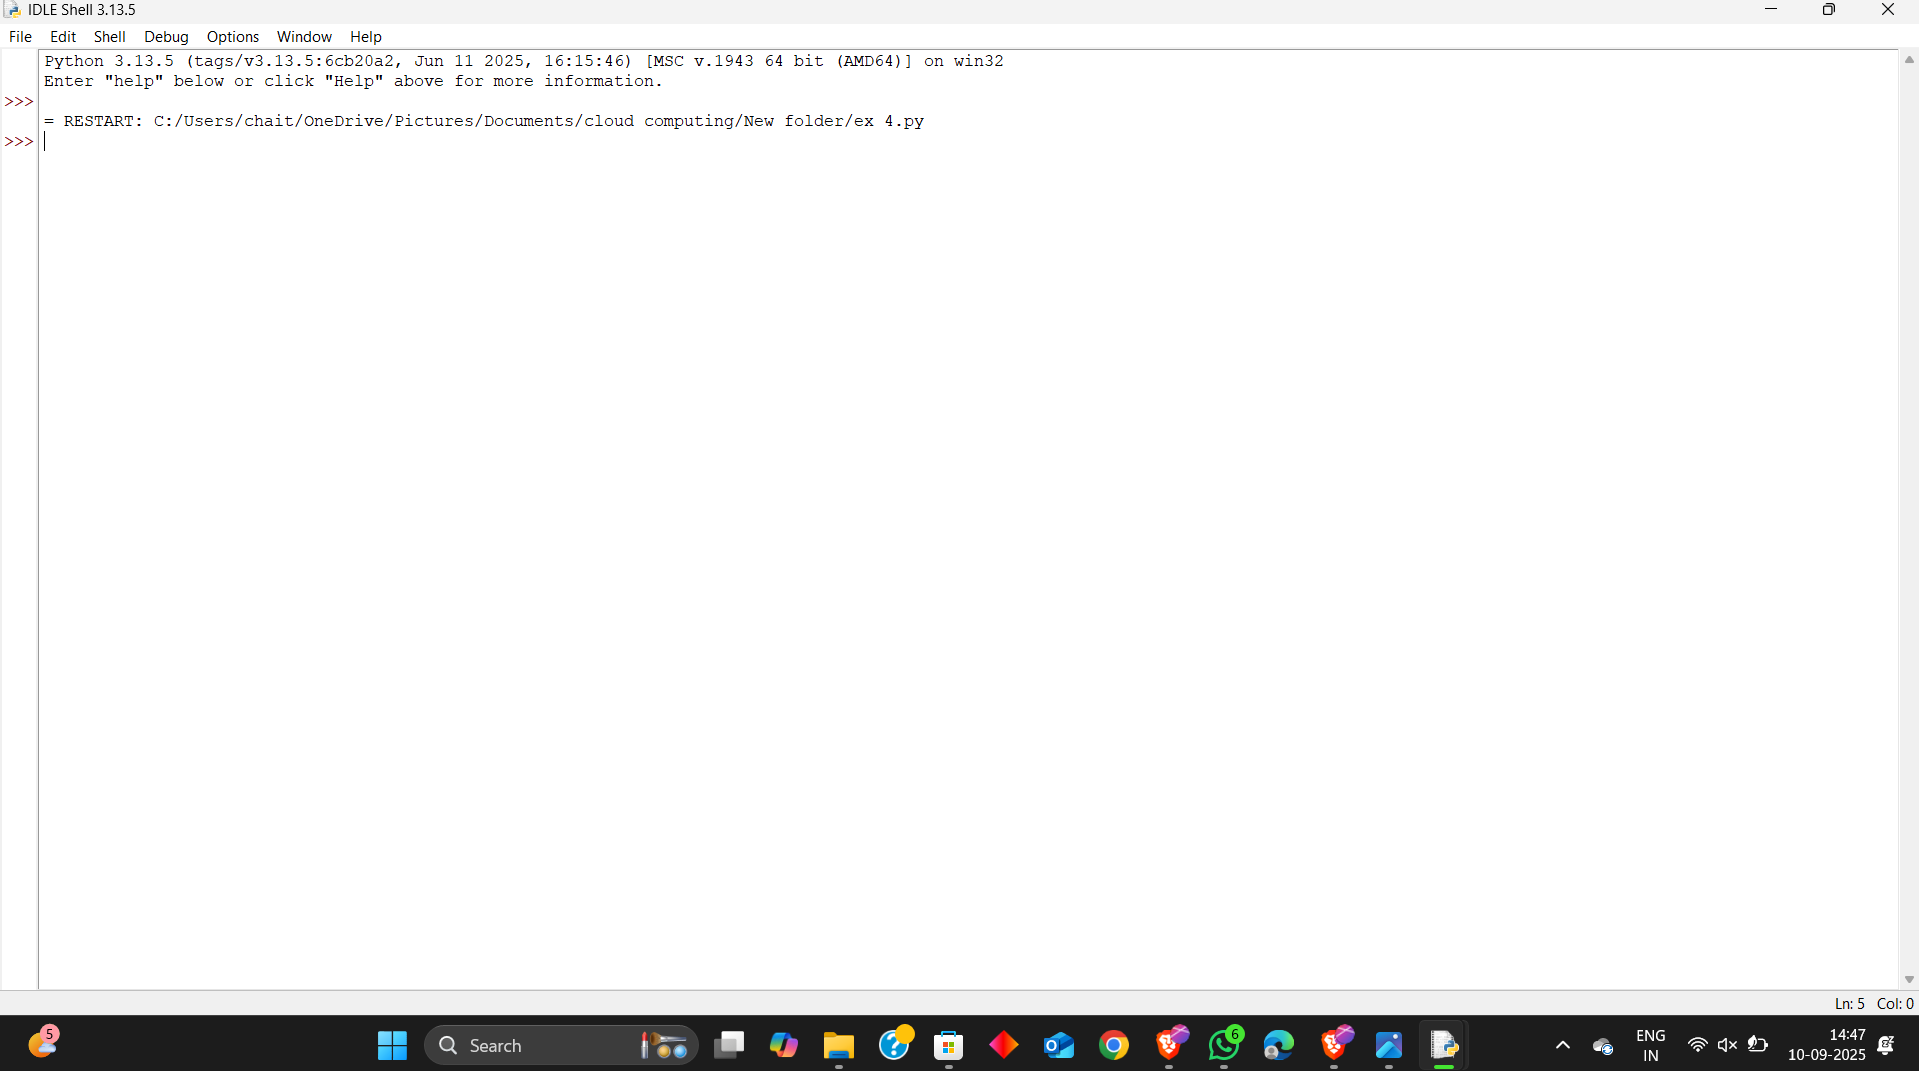 IDLE Shell 3.13.5
File Edit Shell Debug Options Window Help
Python 3.13.5 (tags/v3.13.5:6cb20a2, Jun 11 2025, 16:15:46) [MSC v.1943 64 bit (AMD64)] on win32
Enter "help" below or click "Help" above for more information.
>>>
= RESTART: C:/Users/chait/OneDrive/Pictures/Documents/cloud computing/New folder/ex 4.py
>>>
Ln: 5 Col: 0
5
Search
6
ENG
IN
14:47
10-09-2025